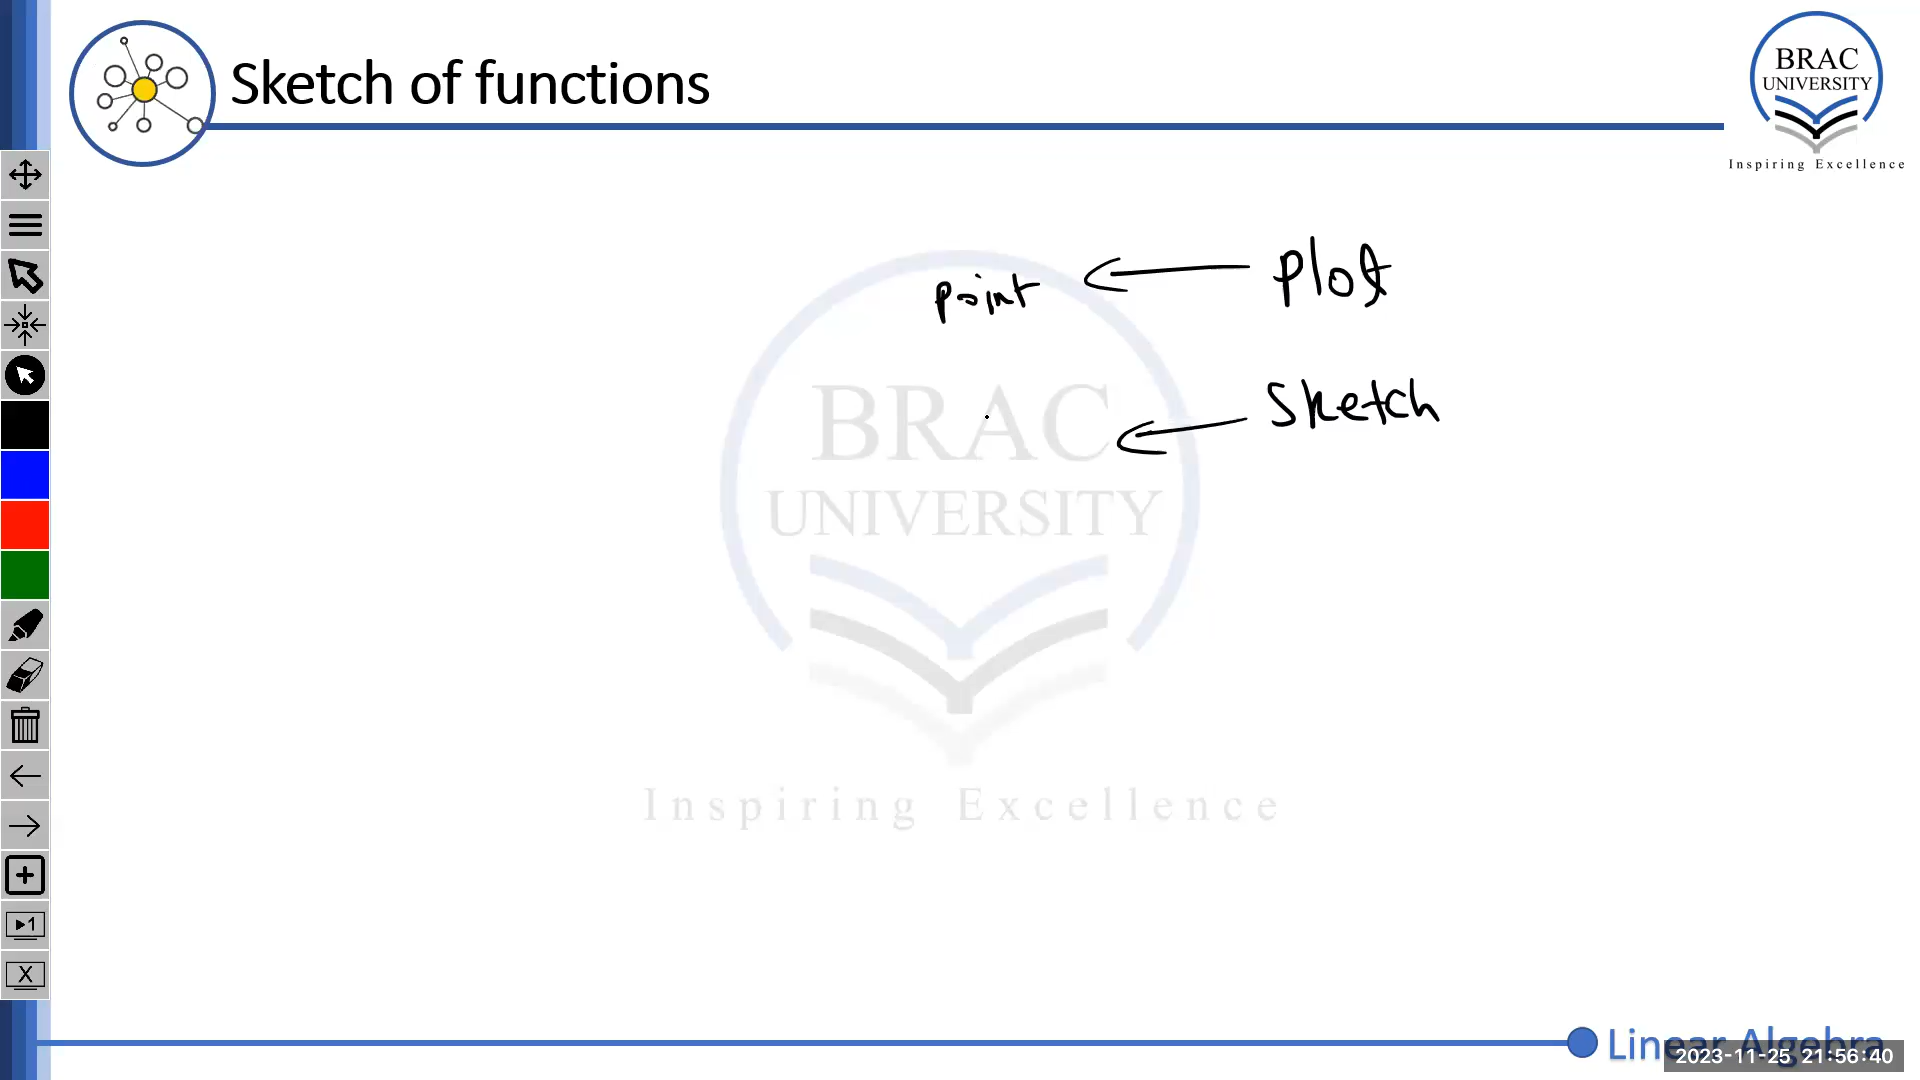 Sketch of functions
BRAC
UNIVERSITY
Inspiring Excellence
point ← plot
← Sketch
BRAC
UNIVERSITY
Inspiring Excellence
Linear Algebra
2023-11-25 21:56:40